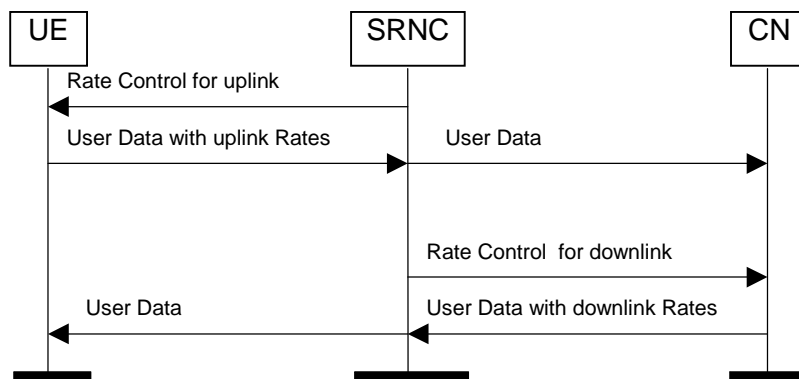 UE
SRNC
CN
Rate Control for uplink
User Data with uplink Rates
User Data
Rate Control for downlink
User Data
User Data with downlink Rates